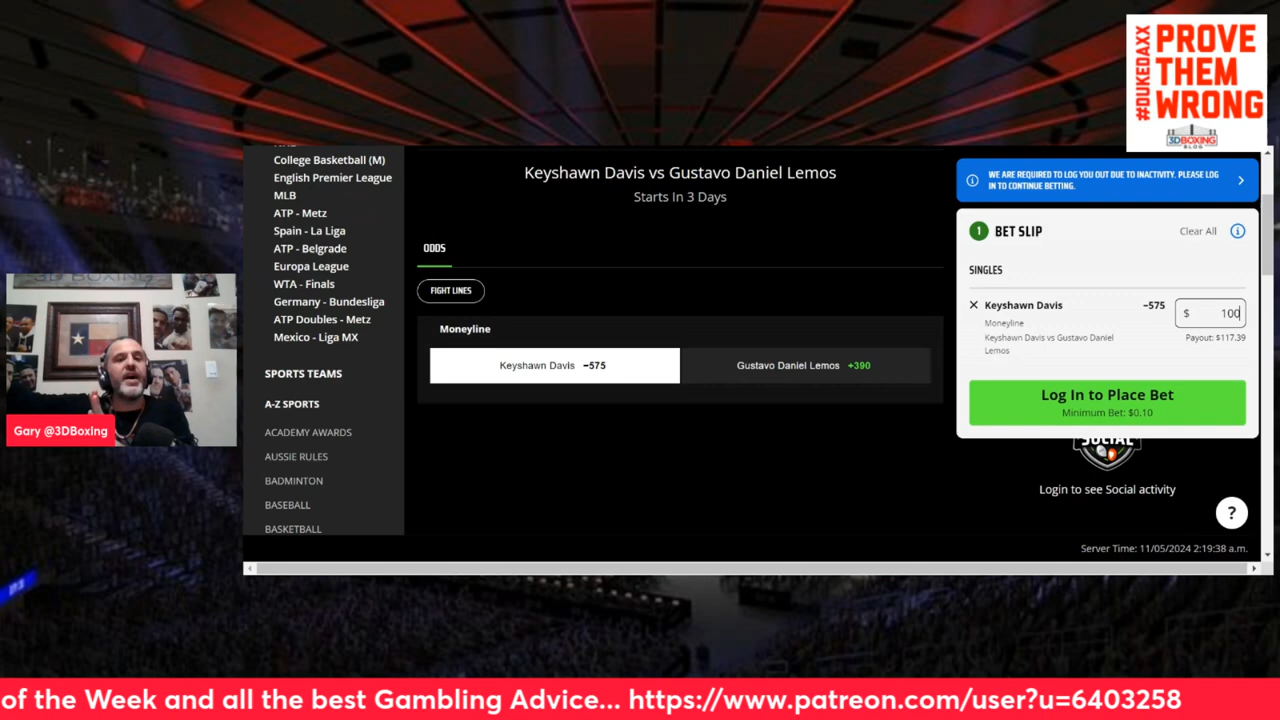 #DUKEDAXX
PROVE
THEM
WRONG
3DBOXING
BLOG
College Basketball (M)
English Premier League
MLB
ATP - Metz
Spain - La Liga
ATP - Belgrade
Europa League
WTA - Finals
Germany - Bundesliga
ATP Doubles - Metz
Mexico - Liga MX
SPORTS TEAMS
A-Z SPORTS
ACADEMY AWARDS
AUSSIE RULES
BADMINTON
BASEBALL
BASKETBALL
Keyshawn Davis vs Gustavo Daniel Lemos
Starts In 3 Days
ODDS
FIGHT LINES
Moneyline
Keyshawn Davis -575
Gustavo Daniel Lemos +390
WE ARE REQUIRED TO LOG YOU OUT DUE TO INACTIVITY. PLEASE LOG
IN TO CONTINUE BETTING.
1 BET SLIP Clear All
SINGLES
Keyshawn Davis -575 $ 100
Moneyline Payout: $117.39
Keyshawn Davis vs Gustavo Daniel
Lemos
Log In to Place Bet
Minimum Bet: $0.10
SOCIAL
Login to see Social activity
?
Server Time: 11/05/2024 2:19:38 a.m.
3D BOXING
Gary @3DBoxing
of the Week and all the best Gambling Advice... https://www.patreon.com/user?u=6403258